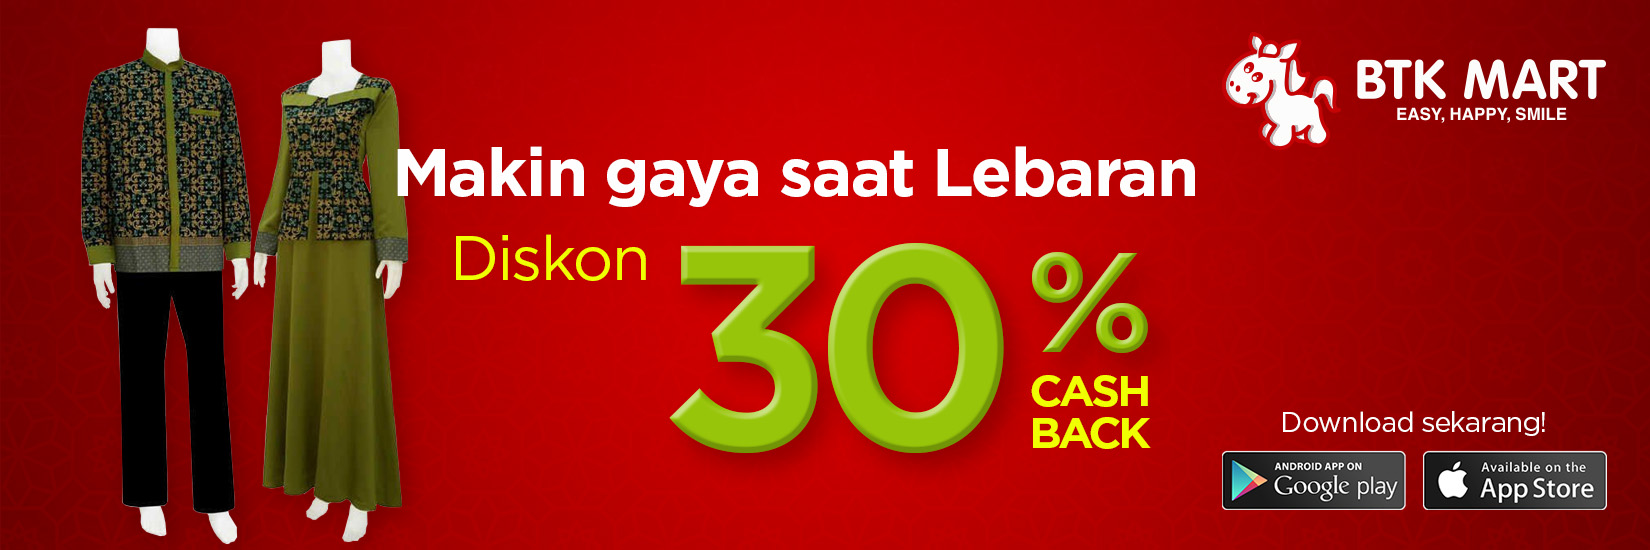 BTK MART
EASY, HAPPY, SMILE
Makin gaya saat Lebaran
Diskon 30%
CASH
BACK
Download sekarang!
ANDROID APP ON
Google play
Available on the
App Store